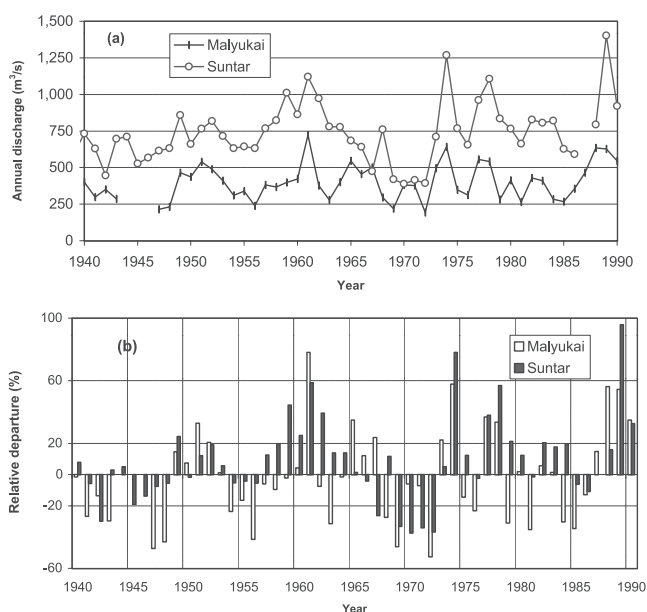 (a)
Malyukai
Suntar
Annual discharge (m³/s)
1,500
1,250
1,000
750
500
250
0
1940 1945 1950 1955 1960 1965 1970 1975 1980 1985 1990
Year
(b)
Malyukai
Suntar
Relative departure (%)
100
60
20
0
-20
-60
1940 1945 1950 1955 1960 1965 1970 1975 1980 1985 1990
Year